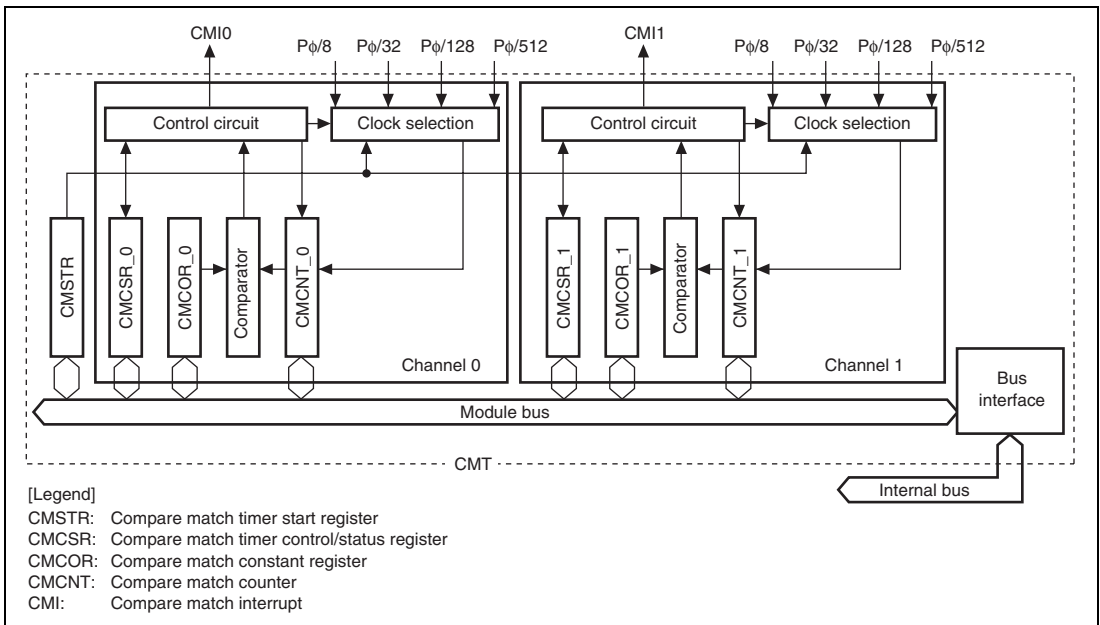 CMI0 Pϕ/8 Pϕ/32 Pϕ/128 Pϕ/512 CMI1 Pϕ/8 Pϕ/32 Pϕ/128 Pϕ/512
Control circuit Clock selection Control circuit Clock selection
CMSTR
CMCSR_0
CMCOR_0
Comparator
CMCNT_0
CMCSR_1
CMCOR_1
Comparator
CMCNT_1
Channel 0
Channel 1
Bus
interface
Module bus
CMT
Internal bus
[Legend]
CMSTR: Compare match timer start register
CMCSR: Compare match timer control/status register
CMCOR: Compare match constant register
CMCNT: Compare match counter
CMI: Compare match interrupt